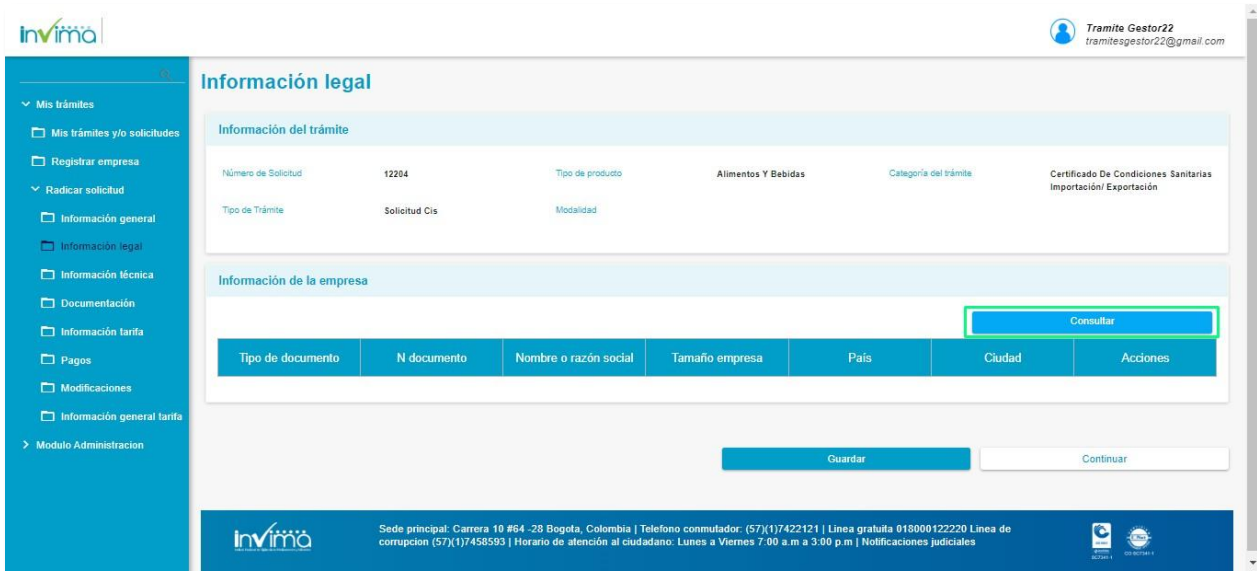 invima
Tramite Gestor22
tramitesgestor22@gmail.com
Mis trámites
Mis trámites y/o solicitudes
Registrar empresa
Radicar solicitud
Información general
Información legal
Información técnica
Documentación
Información tarifa
Pagos
Modificaciones
Información general tarifa
Modulo Administracion
Información legal
Información del trámite
Número de Solicitud 12204 Tipo de producto Alimentos Y Bebidas Categoría del trámite Certificado De Condiciones Sanitarias
Importación/ Exportación
Tipo de Trámite Solicitud Cis Modalidad
Información de la empresa
Consultar
Tipo de documento N documento Nombre o razón social Tamaño empresa País Ciudad Acciones
Guardar Continuar
invima
Sede principal: Carrera 10 #64 -28 Bogota, Colombia | Telefono conmutador: (57)(1)7422121 | Linea gratuita 018000122220 Linea de
corrupcion (57)(1)7458593 | Horario de atención al ciudadano: Lunes a Viernes 7:00 a.m a 3:00 p.m | Notificaciones judiciales